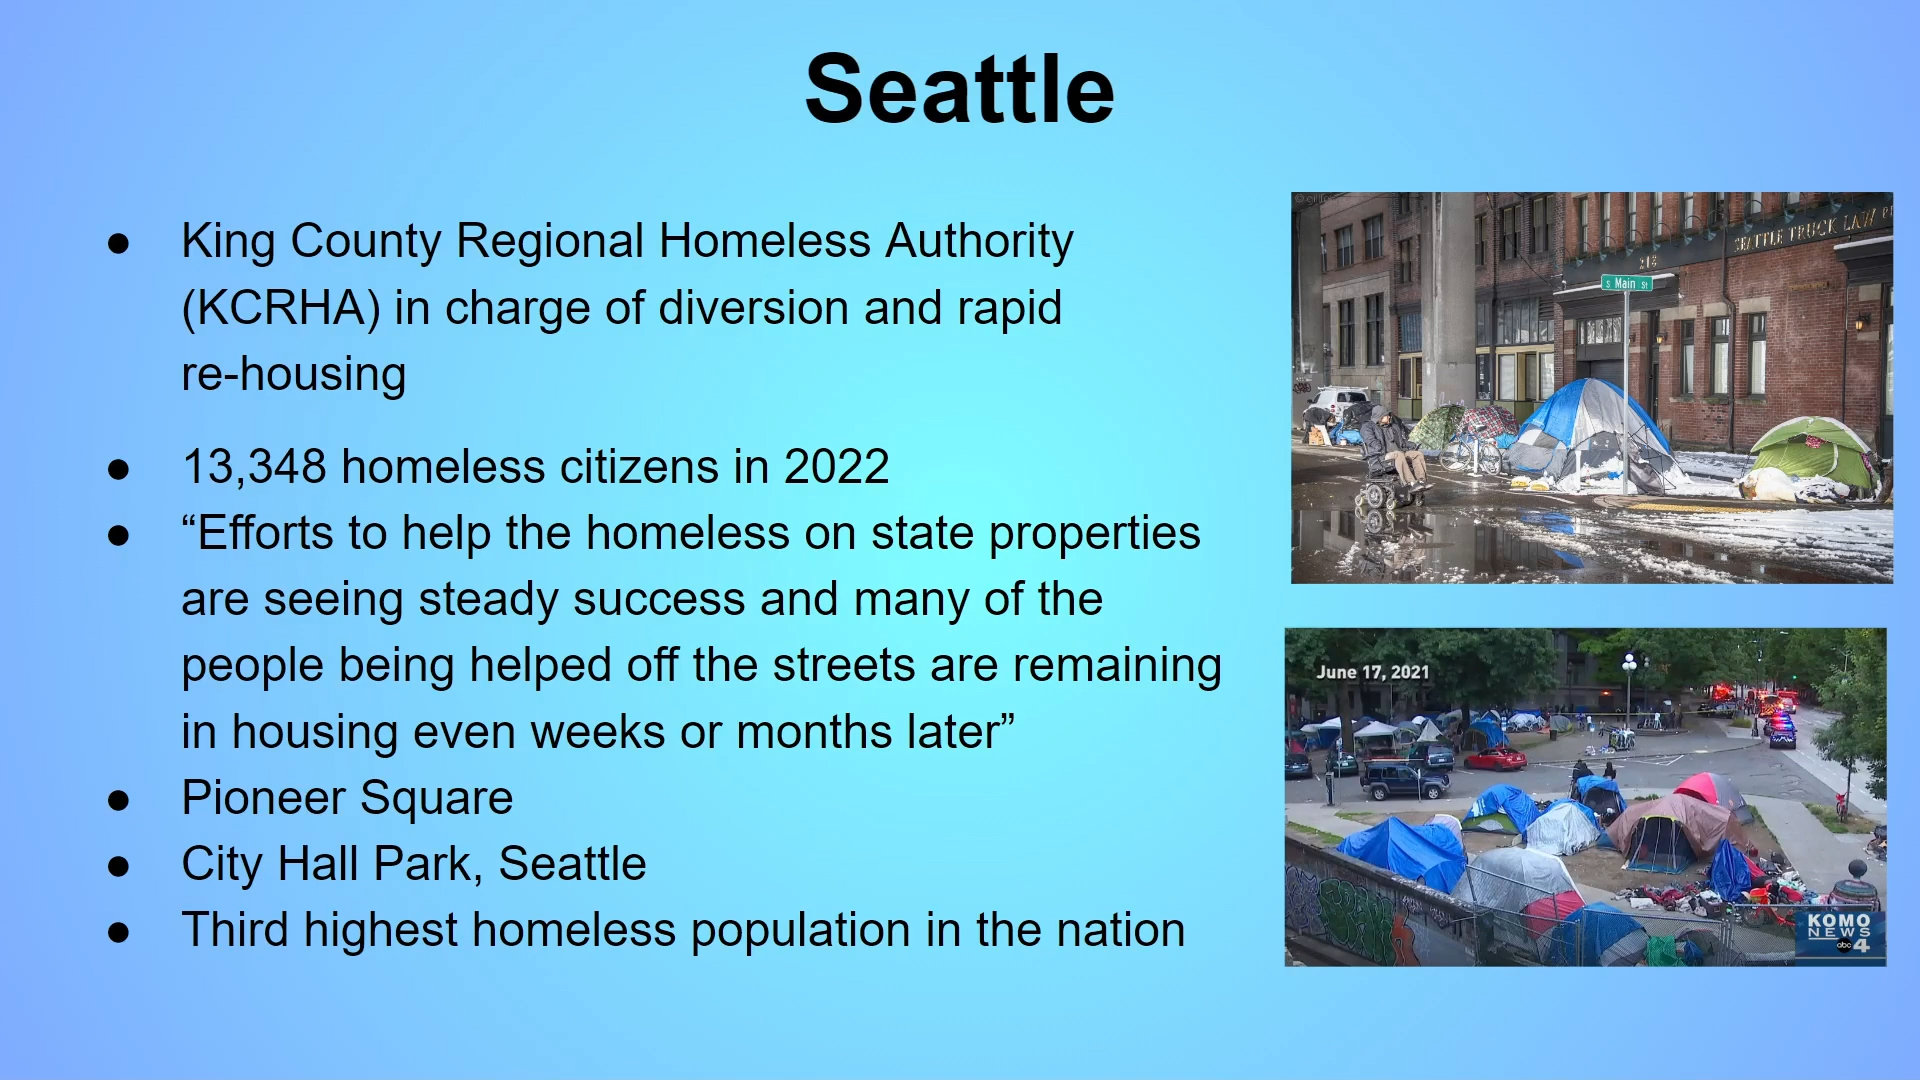 Seattle
● King County Regional Homeless Authority
(KCRHA) in charge of diversion and rapid
re-housing
● 13,348 homeless citizens in 2022
● “Efforts to help the homeless on state properties
are seeing steady success and many of the
people being helped off the streets are remaining
in housing even weeks or months later”
● Pioneer Square
● City Hall Park, Seattle
● Third highest homeless population in the nation
SEATTLE TRUCK LAW
213
S Main St
June 17, 2021
KOMO
NEWS
abc 4